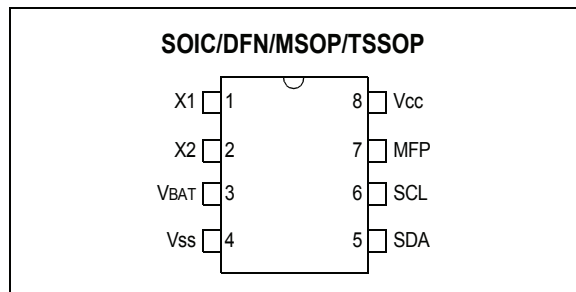 SOIC/DFN/MSOP/TSSOP
X1 1 8 Vcc
X2 2 7 MFP
VBAT 3 6 SCL
Vss 4 5 SDA